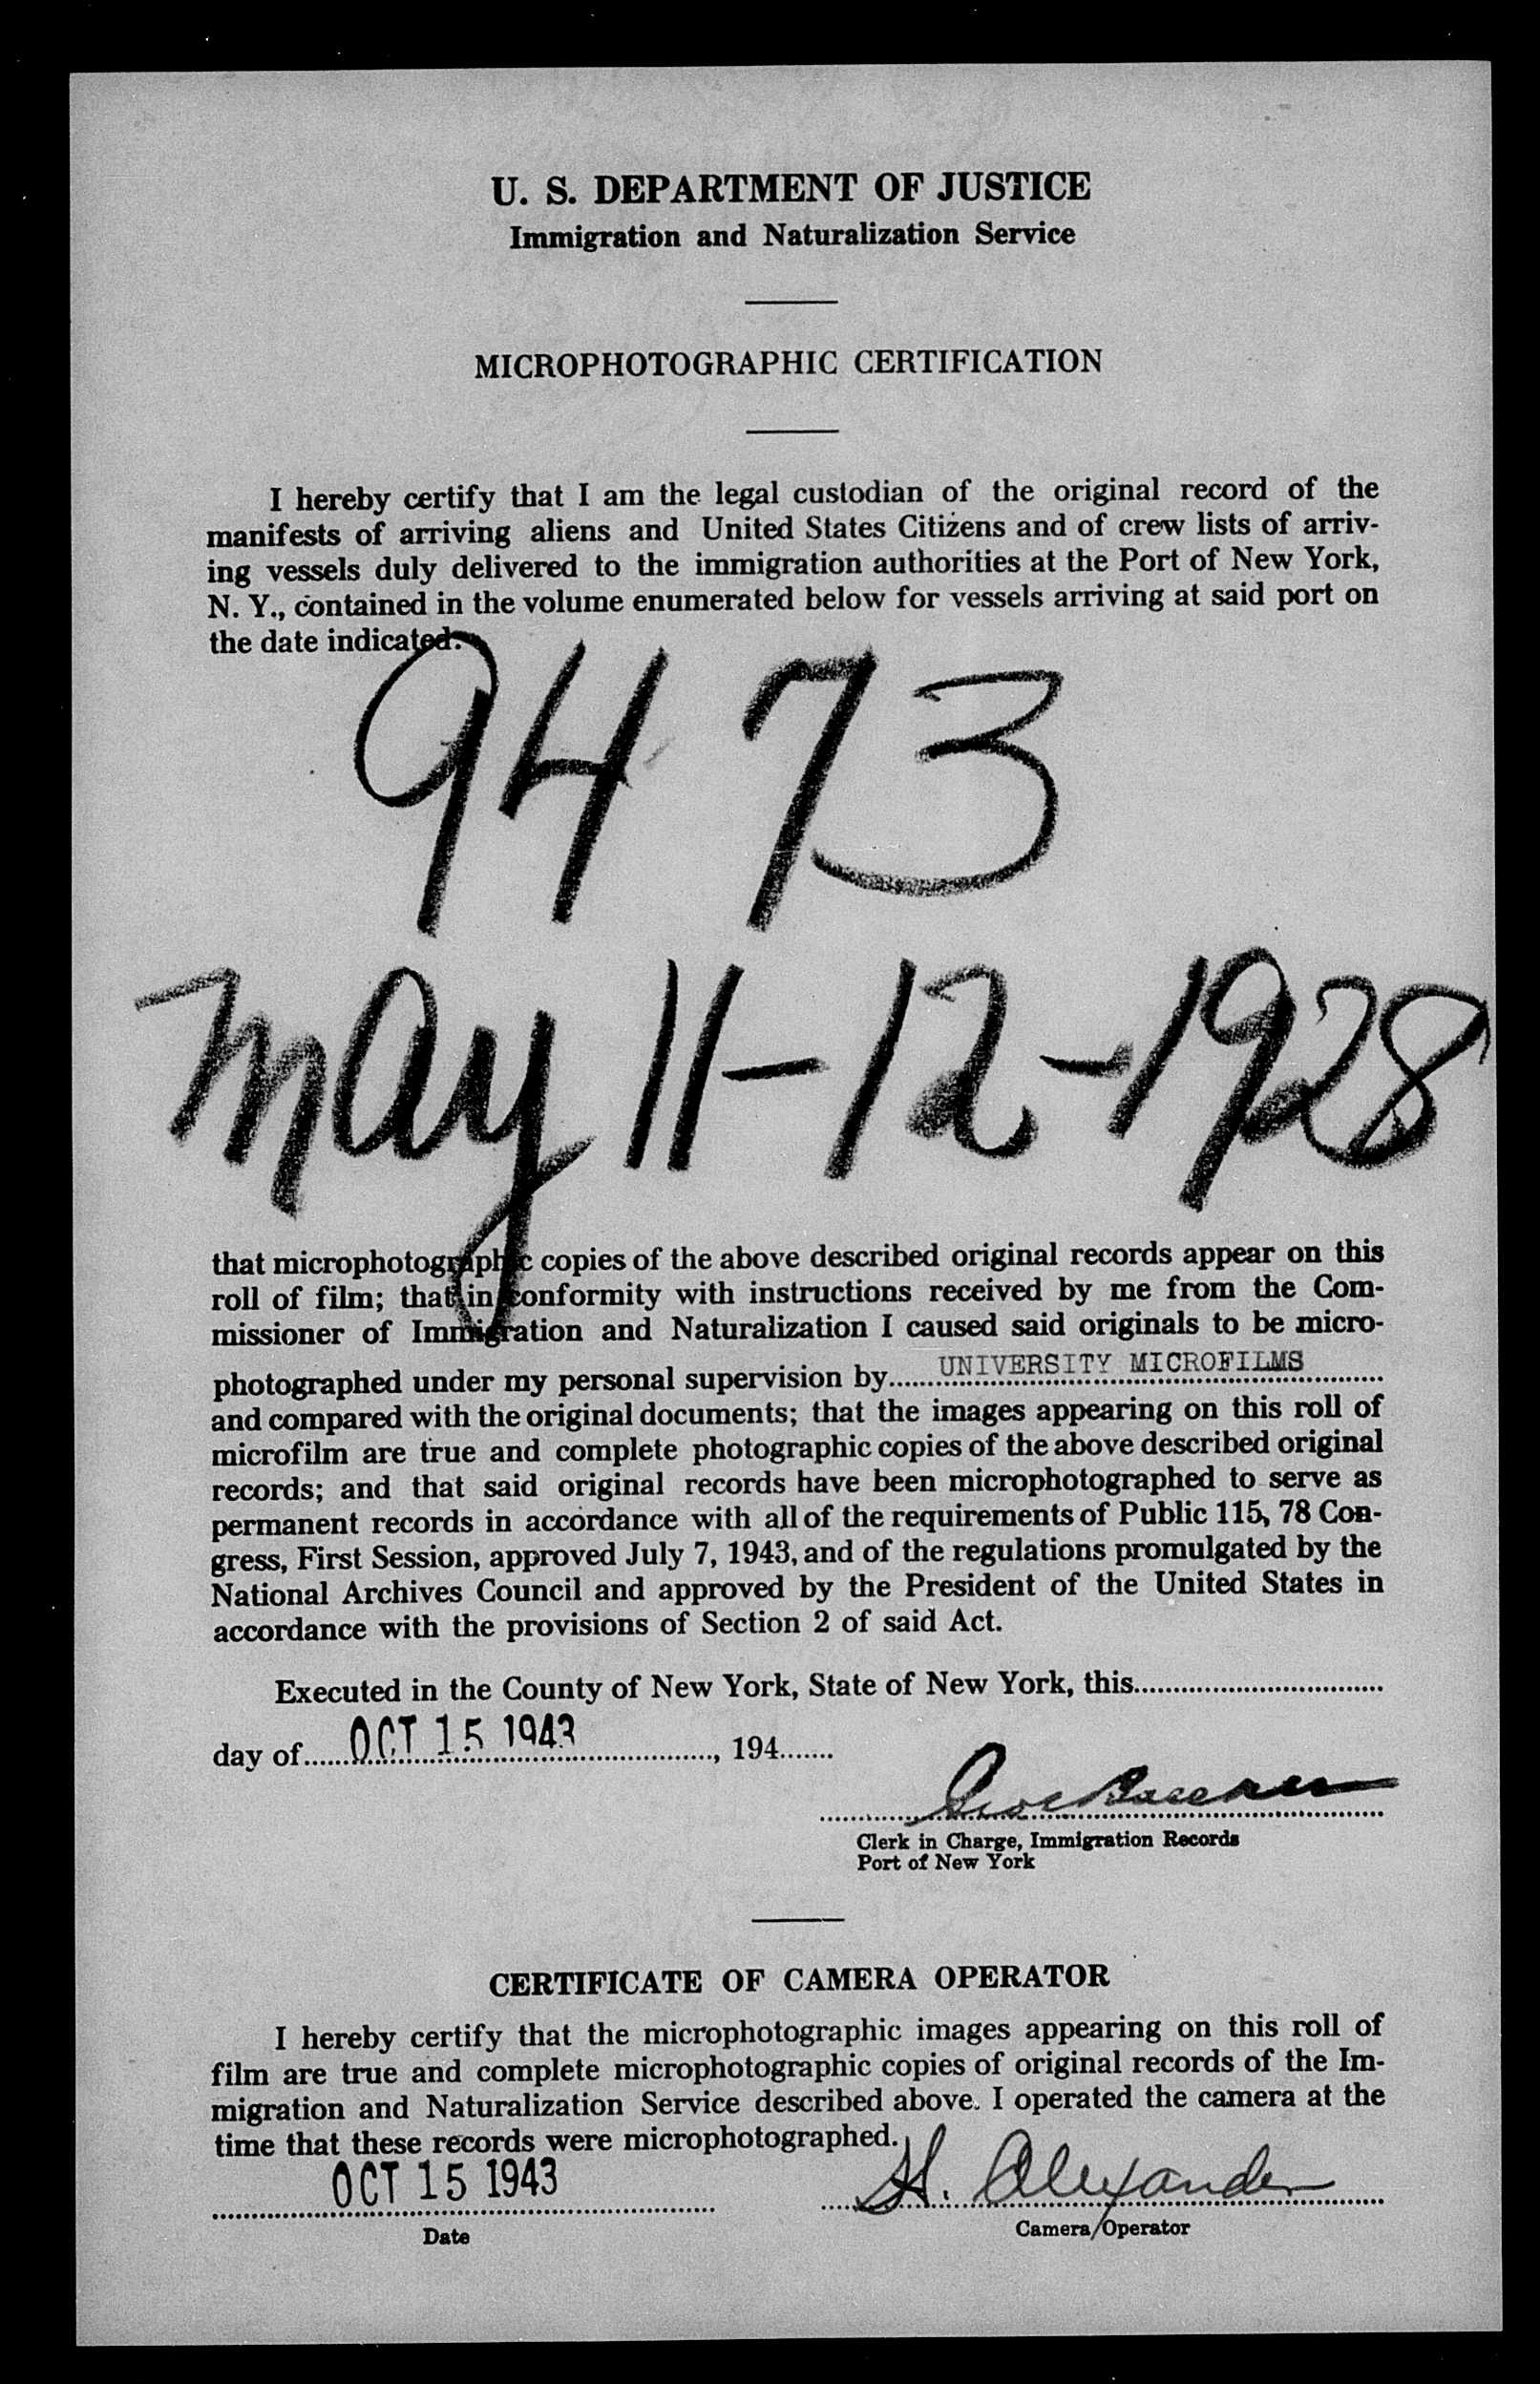 U. S. DEPARTMENT OF JUSTICE
Immigration and Naturalization Service
MICROPHOTOGRAPHIC CERTIFICATION
I hereby certify that I am the legal custodian of the original record of the
manifests of arriving aliens and United States Citizens and of crew lists of arriv-
ing vessels duly delivered to the immigration authorities at the Port of New York,
N. Y., contained in the volume enumerated below for vessels arriving at said port on
the date indicated:
9473
May 11-12-1928
that microphotographic copies of the above described original records appear on this
roll of film; that in conformity with instructions received by me from the Com-
missioner of Immigration and Naturalization I caused said originals to be micro-
photographed under my personal supervision by UNIVERSITY MICROFILMS
and compared with the original documents; that the images appearing on this roll of
microfilm are true and complete photographic copies of the above described original
records; and that said original records have been microphotographed to serve as
permanent records in accordance with all of the requirements of Public 115, 78 Con-
gress, First Session, approved July 7, 1943, and of the regulations promulgated by the
National Archives Council and approved by the President of the United States in
accordance with the provisions of Section 2 of said Act.
Executed in the County of New York, State of New York, this
day of OCT 15 1943, 194
Clerk in Charge, Immigration Records
Port of New York
CERTIFICATE OF CAMERA OPERATOR
I hereby certify that the microphotographic images appearing on this roll of
film are true and complete microphotographic copies of original records of the Im-
migration and Naturalization Service described above. I operated the camera at the
time that these records were microphotographed.
OCT 15 1943 H. Alexander
Date Camera Operator